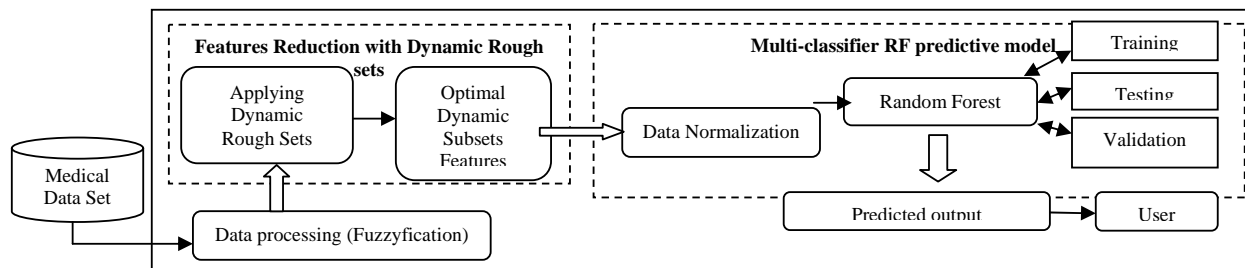 Features Reduction with Dynamic Rough
sets
Applying
Dynamic
Rough Sets
Optimal
Dynamic
Subsets
Features
Multi-classifier RF predictive model
Data Normalization
Random Forest
Training
Testing
Validation
Medical
Data Set
Data processing (Fuzzyfication)
Predicted output
User